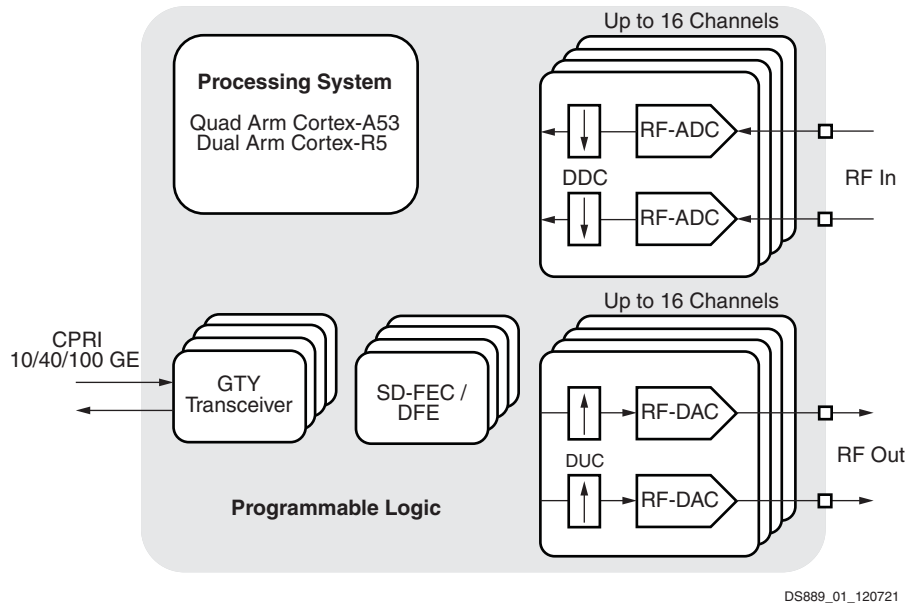 Up to 16 Channels
Processing System
Quad Arm Cortex-A53
Dual Arm Cortex-R5
RF-ADC
DDC
RF In
RF-ADC
Up to 16 Channels
CPRI
10/40/100 GE
GTY
Transceiver
SD-FEC /
DFE
RF-DAC
DUC
RF Out
RF-DAC
Programmable Logic
DS889_01_120721